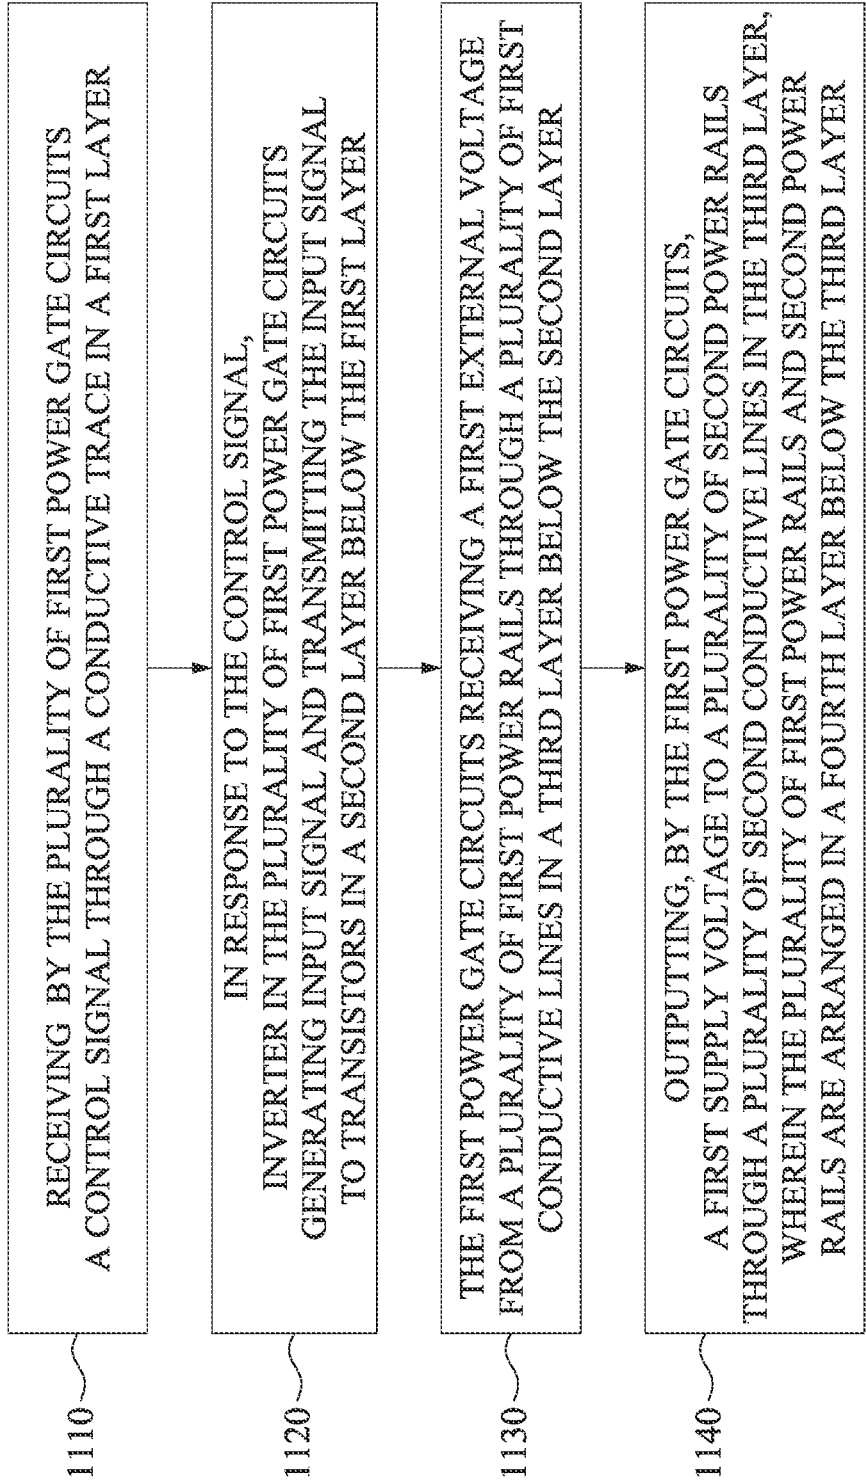 RECEIVING BY THE PLURALITY OF FIRST POWER GATE CIRCUITS
A CONTROL SIGNAL THROUGH A CONDUCTIVE TRACE IN A FIRST LAYER
1110
IN RESPONSE TO THE CONTROL SIGNAL,
INVERTER IN THE PLURALITY OF FIRST POWER GATE CIRCUITS
GENERATING INPUT SIGNAL AND TRANSMITTING THE INPUT SIGNAL
TO TRANSISTORS IN A SECOND LAYER BELOW THE FIRST LAYER
1120
THE FIRST POWER GATE CIRCUITS RECEIVING A FIRST EXTERNAL VOLTAGE
FROM A PLURALITY OF FIRST POWER RAILS THROUGH A PLURALITY OF FIRST
CONDUCTIVE LINES IN A THIRD LAYER BELOW THE SECOND LAYER
1130
OUTPUTTING, BY THE FIRST POWER GATE CIRCUITS,
A FIRST SUPPLY VOLTAGE TO A PLURALITY OF SECOND POWER RAILS
THROUGH A PLURALITY OF SECOND CONDUCTIVE LINES IN THE THIRD LAYER,
WHEREIN THE PLURALITY OF FIRST POWER RAILS AND SECOND POWER
RAILS ARE ARRANGED IN A FOURTH LAYER BELOW THE THIRD LAYER
1140